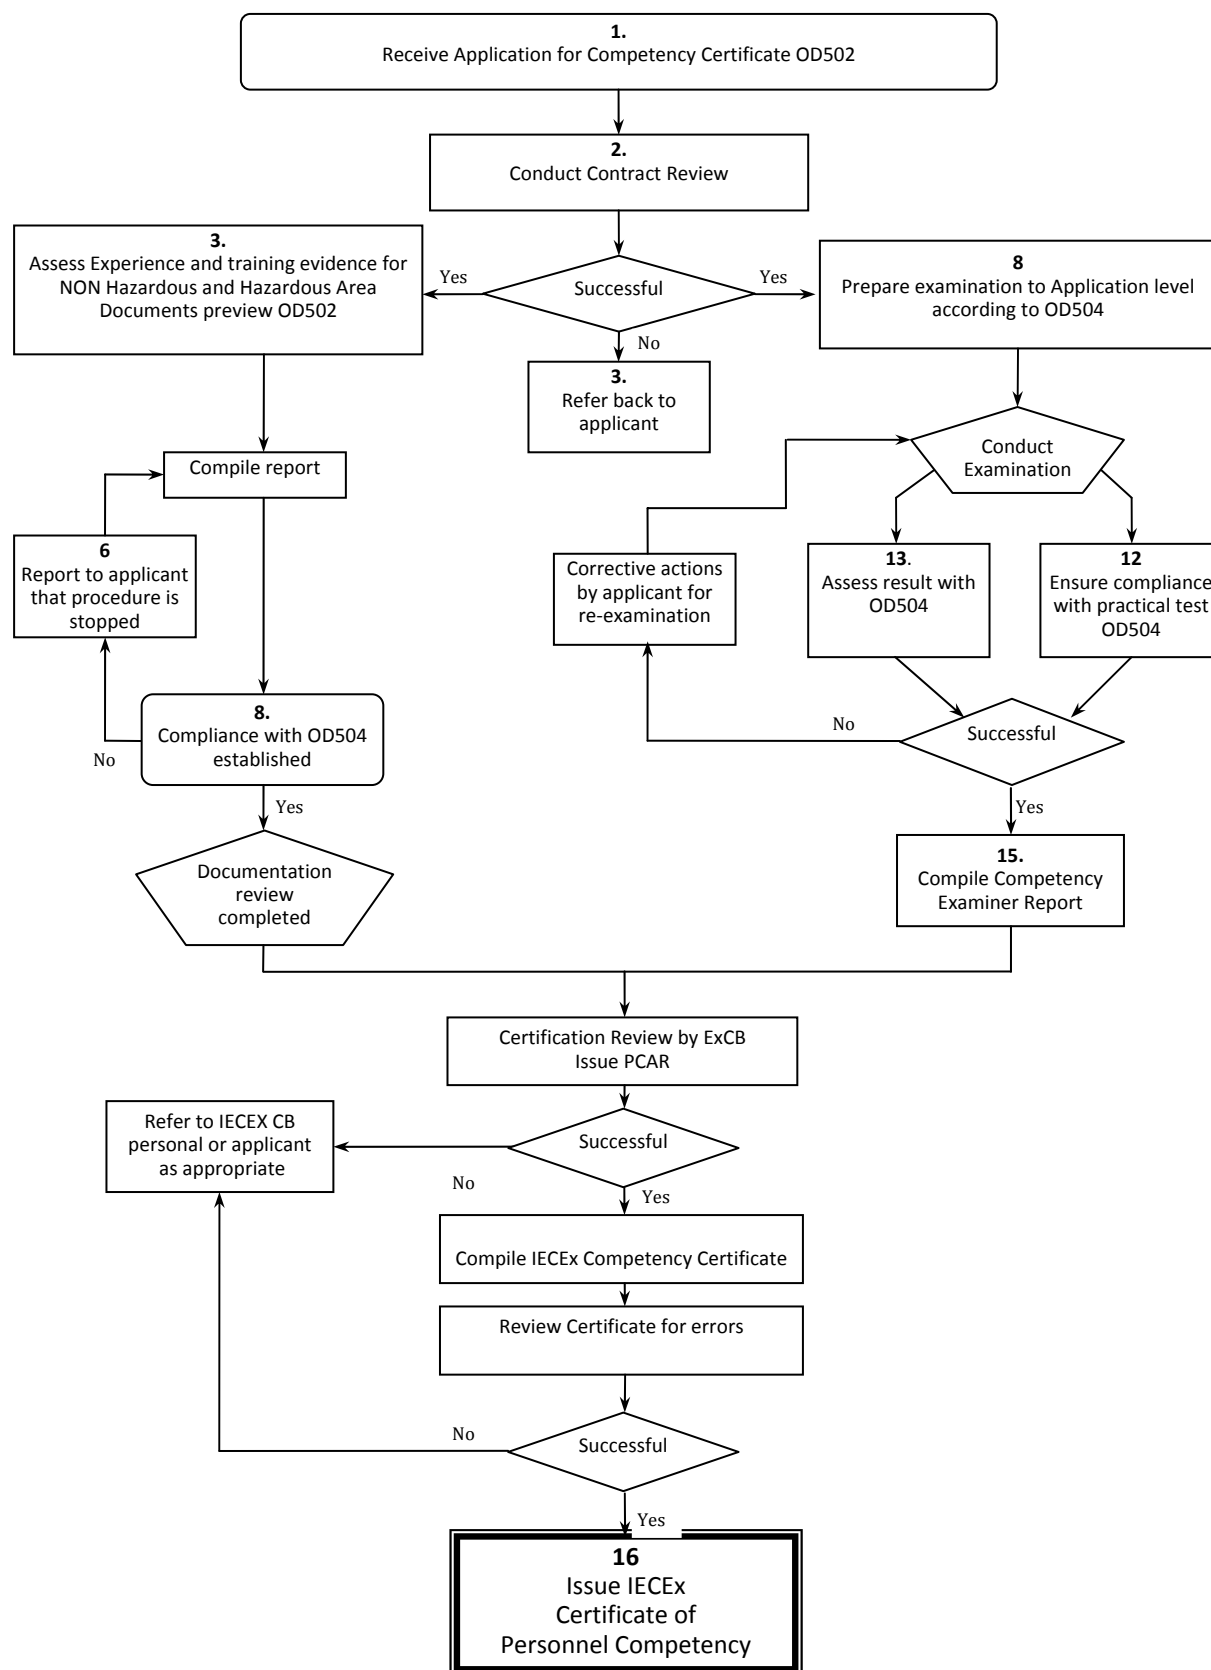 1.
Receive Application for Competency Certificate OD502
2.
Conduct Contract Review
3.
Assess Experience and training evidence for
NON Hazardous and Hazardous Area
Documents preview OD502
Yes
Successful
Yes
8
Prepare examination to Application level
according to OD504
No
3.
Refer back to
applicant
Compile report
Conduct
Examination
6
Report to applicant
that procedure is
stopped
Corrective actions
by applicant for
re-examination
13.
Assess result with
OD504
12
Ensure compliance
with practical test
OD504
8.
Compliance with OD504
established
No
No
Successful
Yes
Yes
Documentation
review
completed
15.
Compile Competency
Examiner Report
Certification Review by ExCB
Issue PCAR
Refer to IECEX CB
personal or applicant
as appropriate
Successful
No
Yes
Compile IECEx Competency Certificate
Review Certificate for errors
No
Successful
Yes
16
Issue IECEx
Certificate of
Personnel Competency